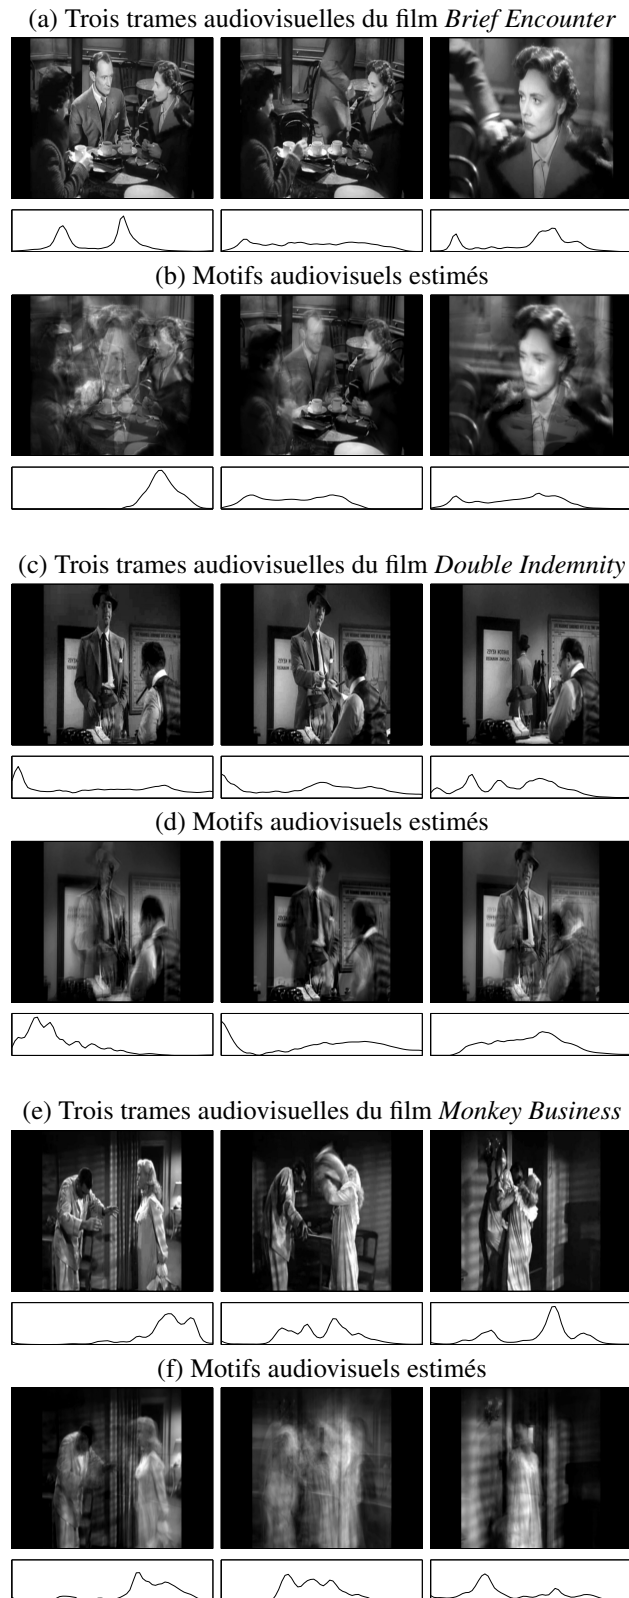 (a) Trois trames audiovisuelles du film Brief Encounter
(b) Motifs audiovisuels estimés
(c) Trois trames audiovisuelles du film Double Indemnity
(d) Motifs audiovisuels estimés
(e) Trois trames audiovisuelles du film Monkey Business
(f) Motifs audiovisuels estimés